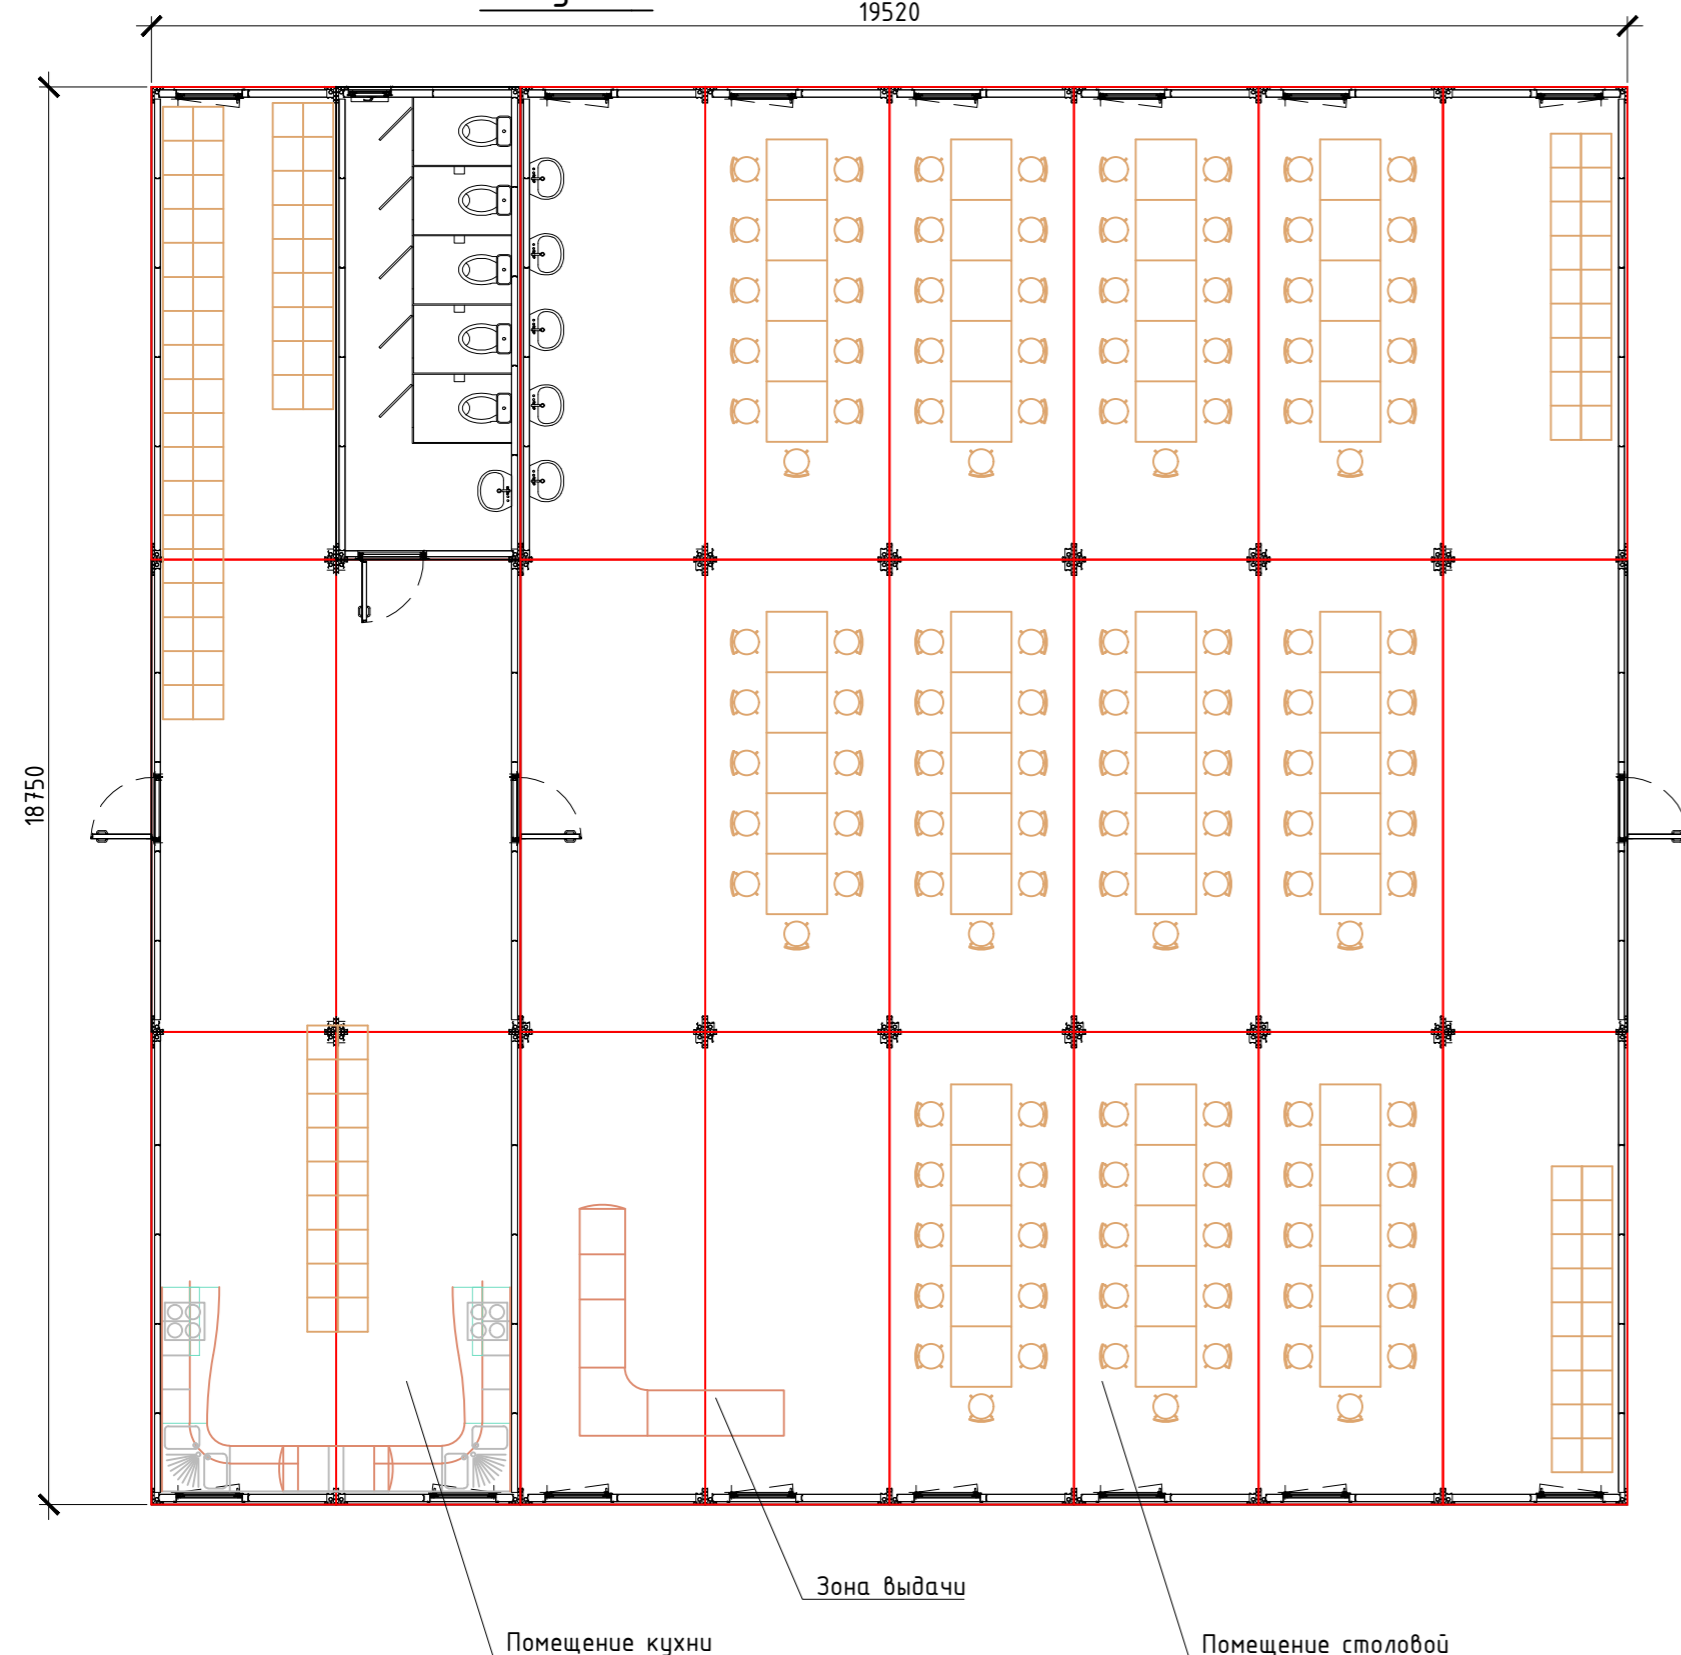 19520
18750
Зона выдачи
Помещение кухни
Помещение столовой